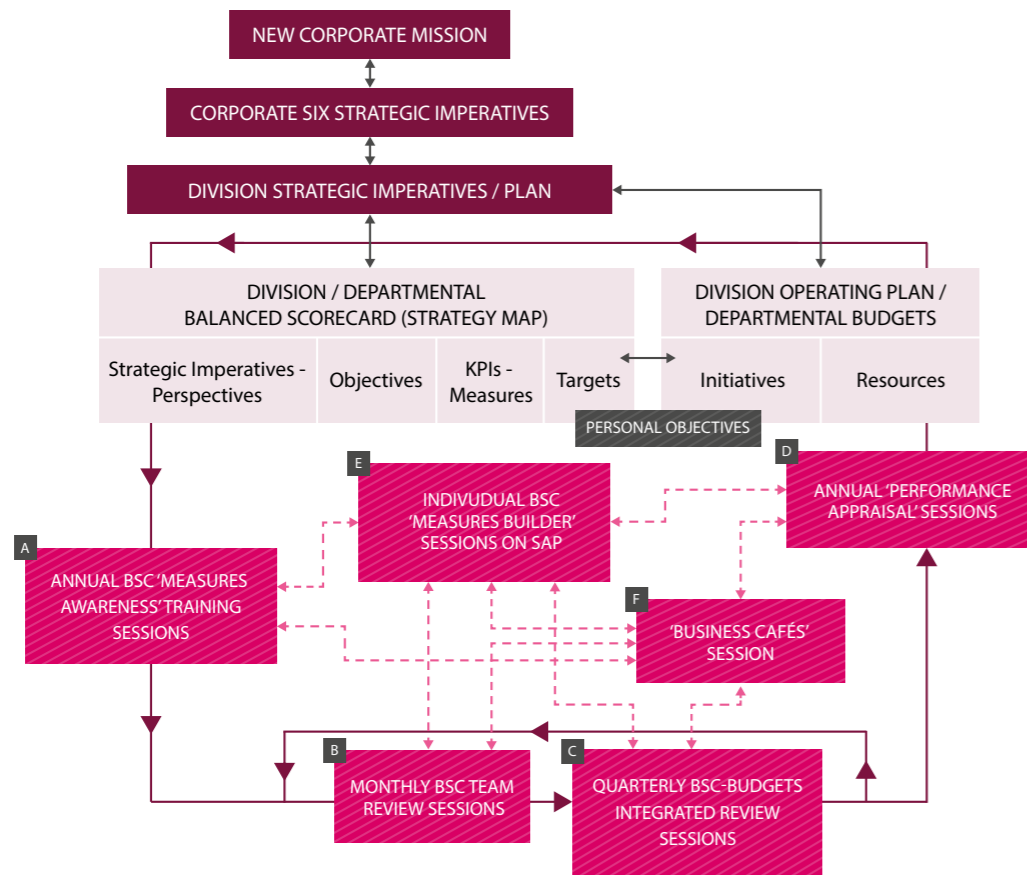 NEW CORPORATE MISSION
CORPORATE SIX STRATEGIC IMPERATIVES
DIVISION STRATEGIC IMPERATIVES / PLAN
DIVISION / DEPARTMENTAL
BALANCED SCORECARD (STRATEGY MAP)
DIVISION OPERATING PLAN /
DEPARTMENTAL BUDGETS
Strategic Imperatives -
Perspectives
Objectives
KPIs -
Measures
Targets
Initiatives
Resources
PERSONAL OBJECTIVES
D
ANNUAL 'PERFORMANCE
APPRAISAL' SESSIONS
E
INDIVUDUAL BSC
'MEASURES BUILDER'
SESSIONS ON SAP
A
ANNUAL BSC 'MEASURES
AWARENESS' TRAINING
SESSIONS
F
'BUSINESS CAFÉS'
SESSION
B
MONTHLY BSC TEAM
REVIEW SESSIONS
C
QUARTERLY BSC-BUDGETS
INTEGRATED REVIEW
SESSIONS